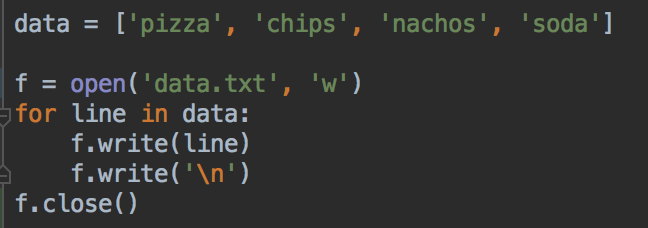 data = ['pizza', 'chips', 'nachos', 'soda']

f = open('data.txt', 'w')
for line in data:
    f.write(line)
    f.write('\n')
f.close()